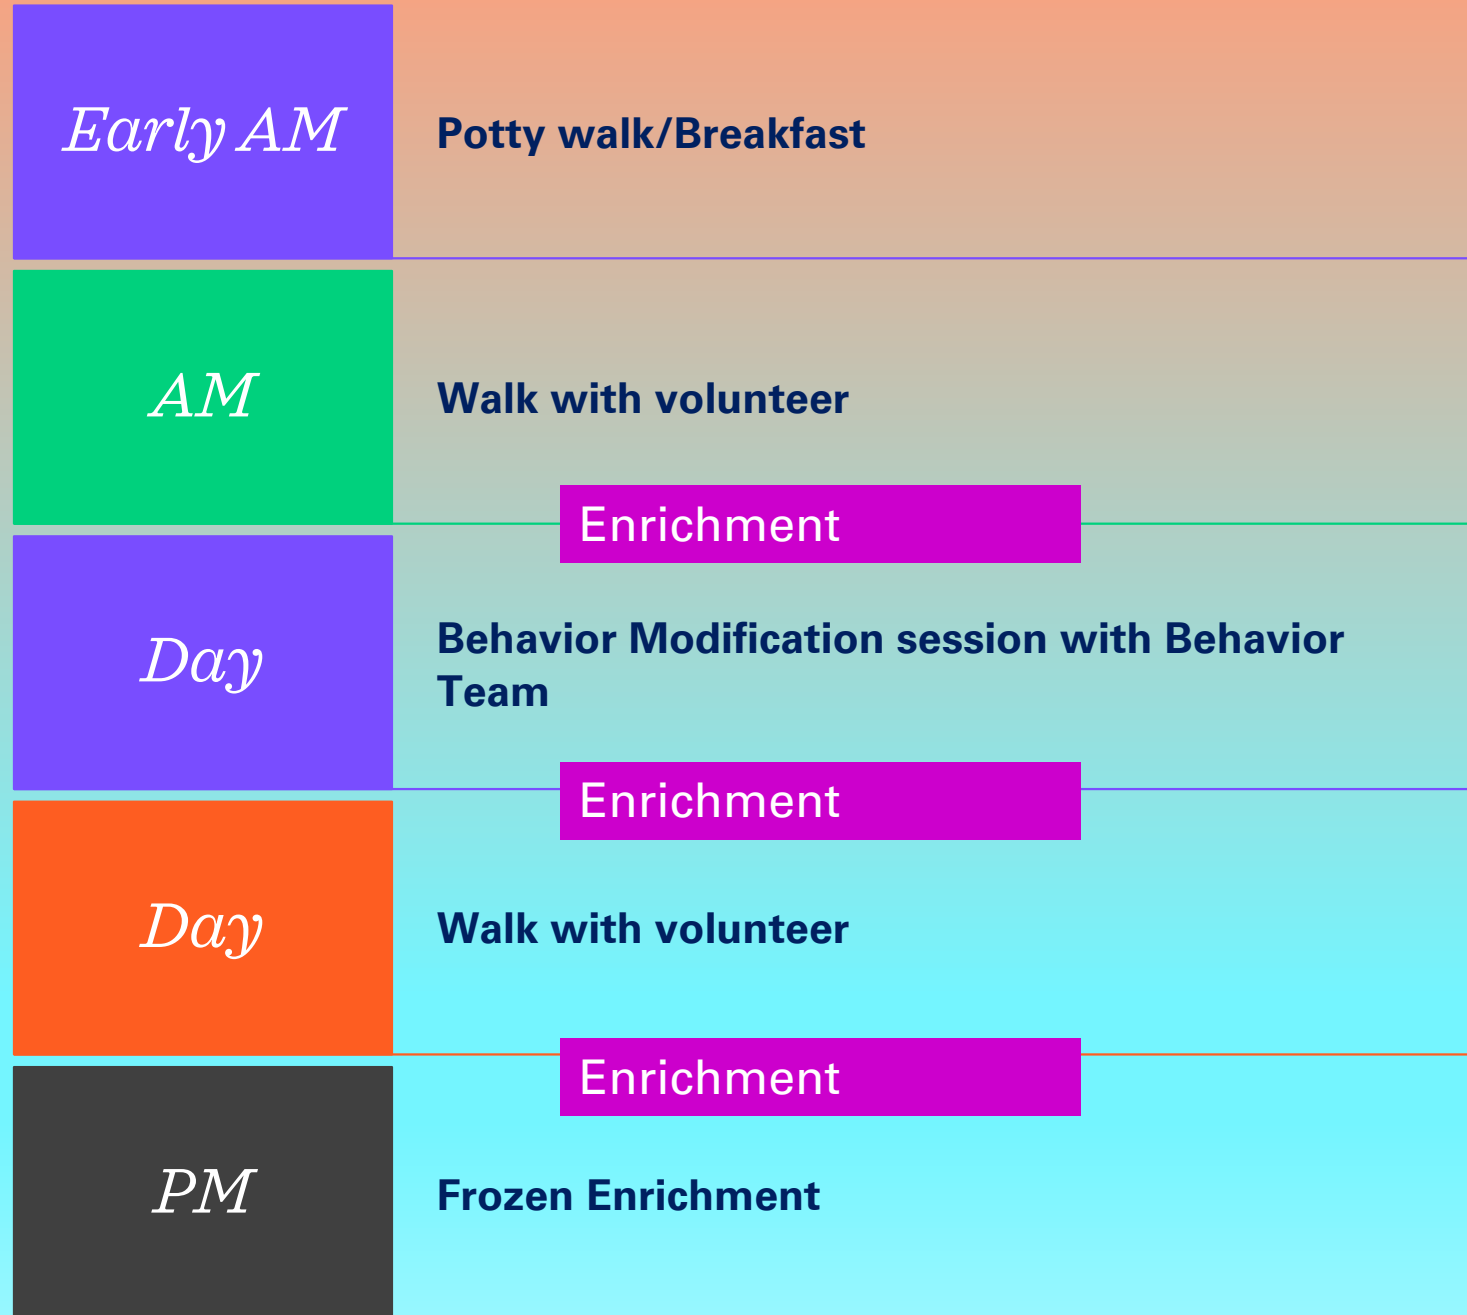 Early AM
Potty walk/Breakfast
AM
Walk with volunteer
Enrichment
Day
Behavior Modification session with Behavior
Team
Enrichment
Day
Walk with volunteer
Enrichment
PM
Frozen Enrichment